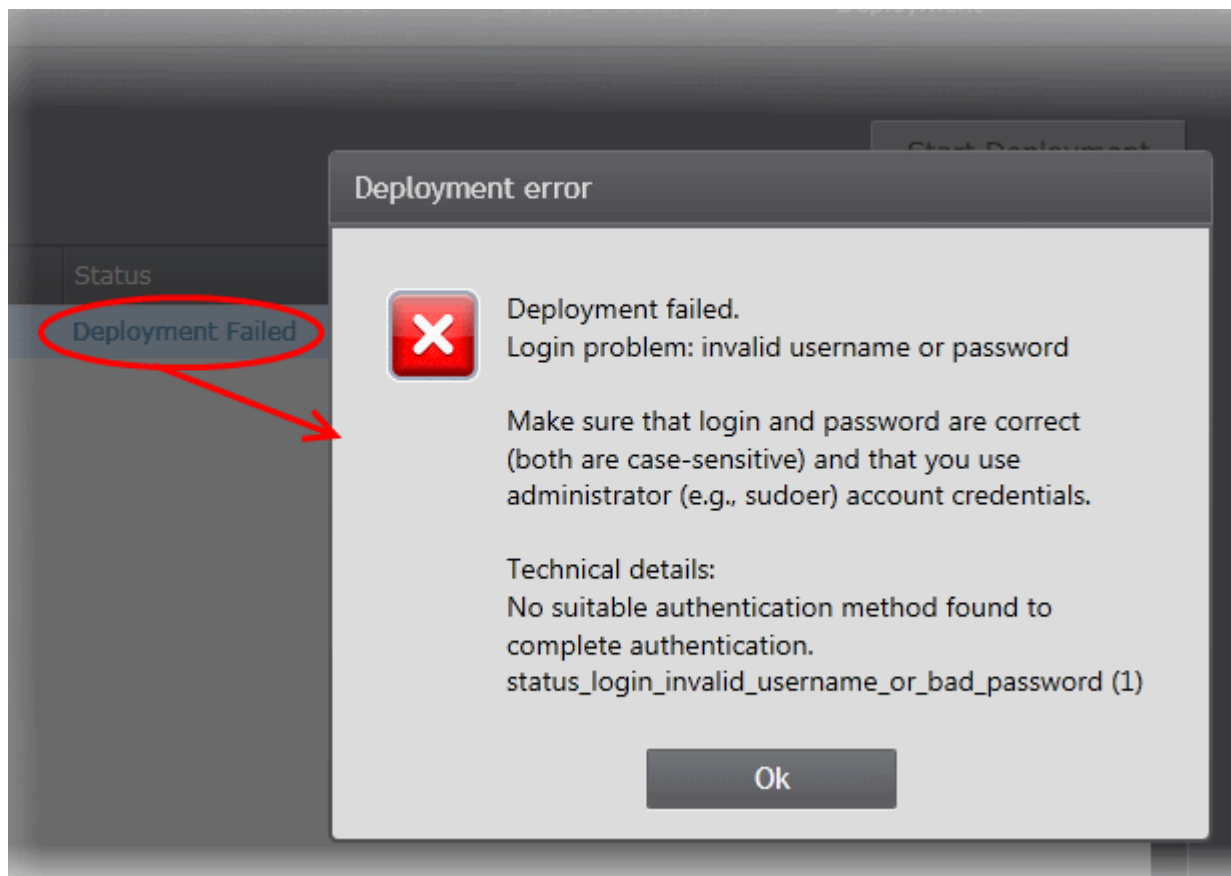 Deployment
Start Deployment
Deployment error
Status
Deployment Failed
Deployment failed.
Login problem: invalid username or password
Make sure that login and password are correct
(both are case-sensitive) and that you use
administrator (e.g., sudoer) account credentials.
Technical details:
No suitable authentication method found to
complete authentication.
status_login_invalid_username_or_bad_password (1)
Ok